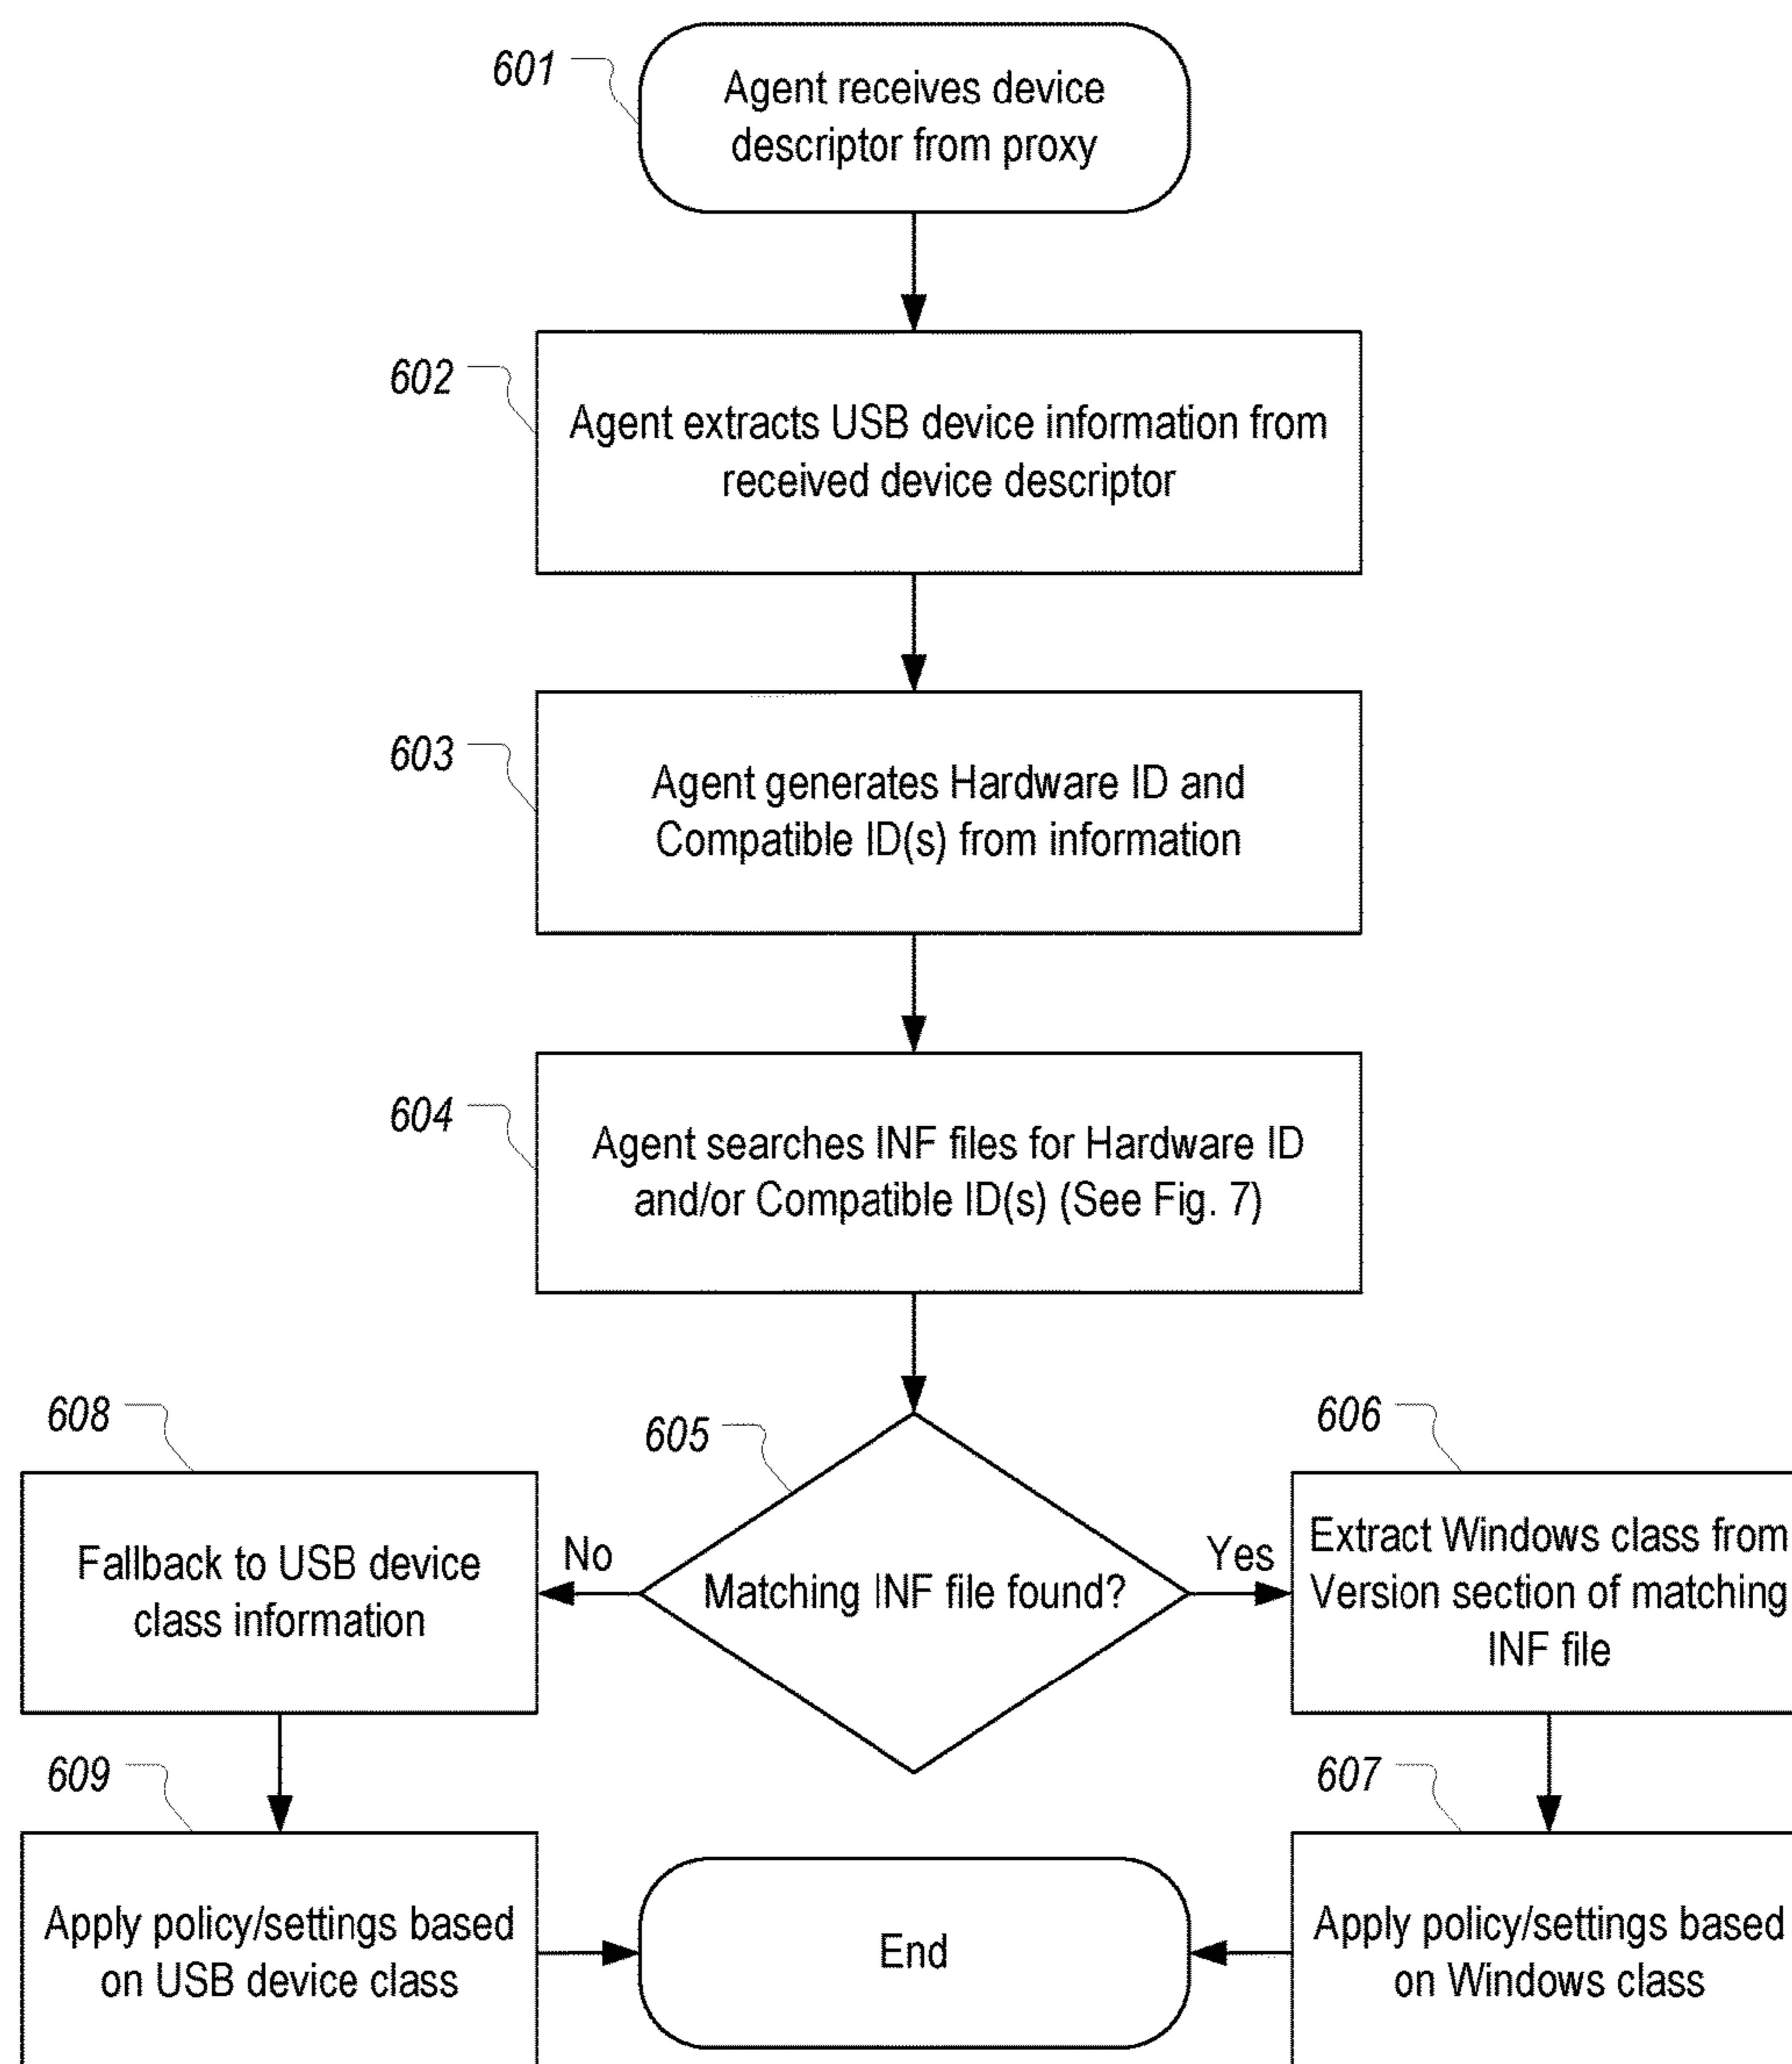 601
Agent receives device
descriptor from proxy
602
Agent extracts USB device information from
received device descriptor
603
Agent generates Hardware ID and
Compatible ID(s) from information
604
Agent searches INF files for Hardware ID
and/or Compatible ID(s) (See Fig. 7)
605
Matching INF file found?
No
Yes
608
Fallback to USB device
class information
606
Extract Windows class from
Version section of matching
INF file
609
Apply policy/settings based
on USB device class
607
Apply policy/settings based
on Windows class
End